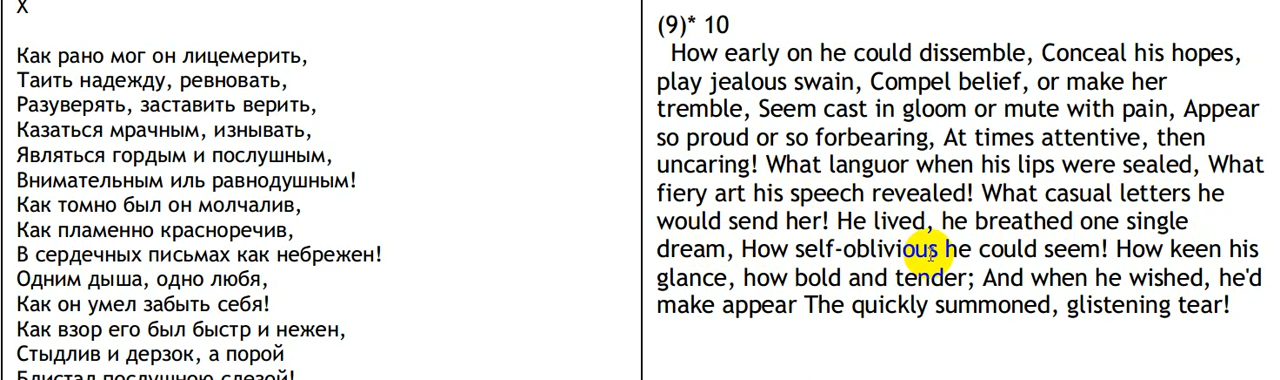 X
Как рано мог он лицемерить,
Таить надежду, ревновать,
Разуверять, заставить верить,
Казаться мрачным, изнывать,
Являться гордым и послушным,
Внимательным иль равнодушным!
Как томно был он молчалив,
Как пламенно красноречив,
В сердечных письмах как небрежен!
Одним дыша, одно любя,
Как он умел забыть себя!
Как взор его был быстр и нежен,
Стыдлив и дерзок, а порой
Блистал послушною слезой!
(9)* 10
How early on he could dissemble, Conceal his hopes,
play jealous swain, Compel belief, or make her
tremble, Seem cast in gloom or mute with pain, Appear
so proud or so forbearing, At times attentive, then
uncaring! What languor when his lips were sealed, What
fiery art his speech revealed! What casual letters he
would send her! He lived, he breathed one single
dream, How self-oblivious he could seem! How keen his
glance, how bold and tender; And when he wished, he'd
make appear The quickly summoned, glistening tear!